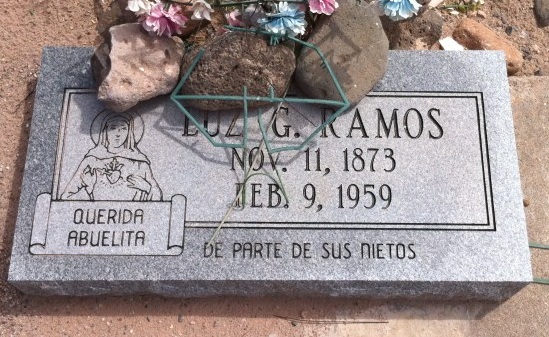 LUZ G. RAMOS
NOV. 11, 1873
FEB. 9, 1959
QUERIDA
ABUELITA
DE PARTE DE SUS NIETOS